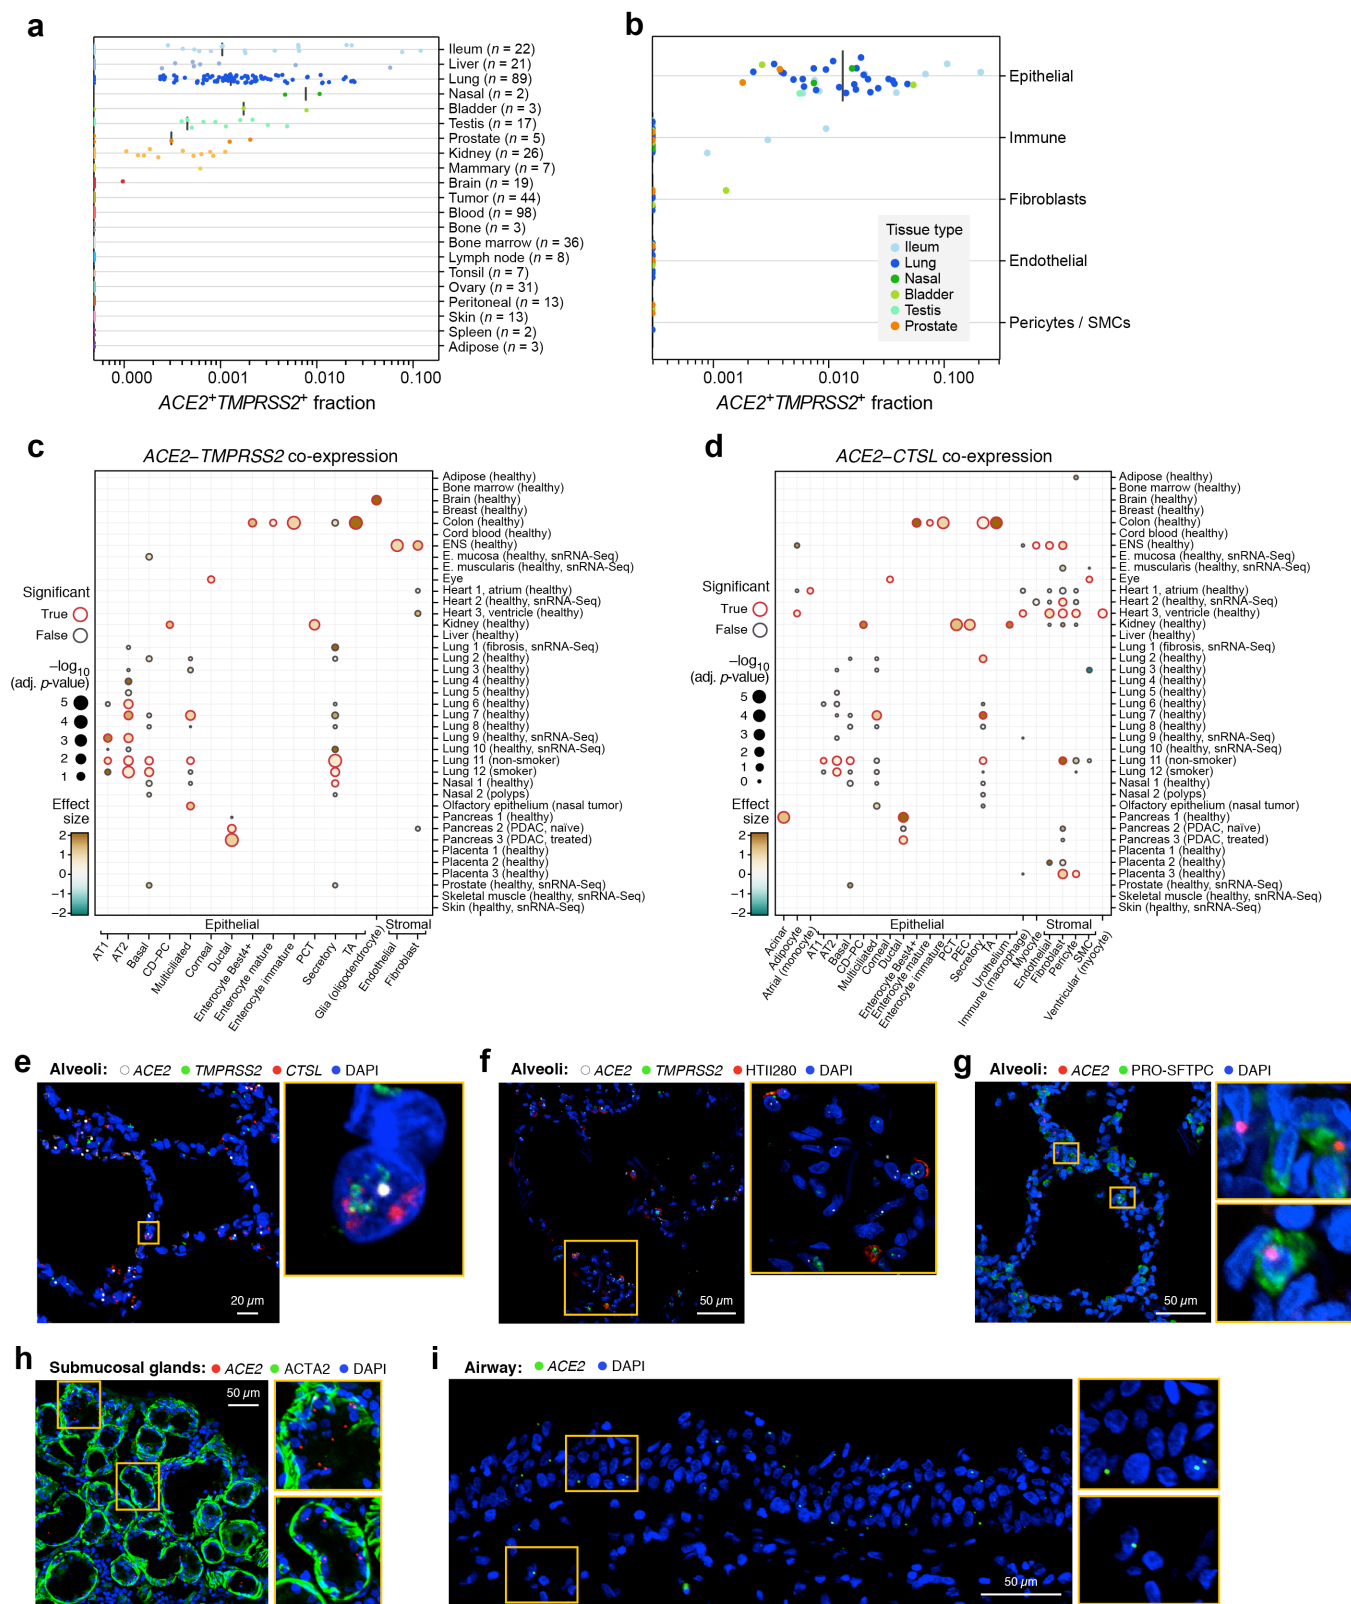 a
Ileum (n = 22)
Liver (n = 21)
Lung (n = 89)
Nasal (n = 2)
Bladder (n = 3)
Testis (n = 17)
Prostate (n = 5)
Kidney (n = 26)
Mammary (n = 7)
Brain (n = 19)
Tumor (n = 44)
Blood (n = 98)
Bone (n = 3)
Bone marrow (n = 36)
Lymph node (n = 8)
Tonsil (n = 7)
Ovary (n = 31)
Peritoneal (n = 13)
Skin (n = 13)
Spleen (n = 2)
Adipose (n = 3)
0.000 0.001 0.010 0.100
ACE2⁺TMPRSS2⁺ fraction
b
Epithelial
Immune
Fibroblasts
Endothelial
Pericytes / SMCs
Tissue type
Ileum
Lung
Nasal
Bladder
Testis
Prostate
0.001 0.010 0.100
ACE2⁺TMPRSS2⁺ fraction
c
ACE2–TMPRSS2 co-expression
Adipose (healthy)
Bone marrow (healthy)
Brain (healthy)
Breast (healthy)
Colon (healthy)
Cord blood (healthy)
ENS (healthy)
E. mucosa (healthy, snRNA-Seq)
E. muscularis (healthy, snRNA-Seq)
Eye
Heart 1, atrium (healthy)
Heart 2 (healthy, snRNA-Seq)
Heart 3, ventricle (healthy)
Kidney (healthy)
Liver (healthy)
Lung 1 (fibrosis, snRNA-Seq)
Lung 2 (healthy)
Lung 3 (healthy)
Lung 4 (healthy)
Lung 5 (healthy)
Lung 6 (healthy)
Lung 7 (healthy)
Lung 8 (healthy)
Lung 9 (healthy, snRNA-Seq)
Lung 10 (healthy, snRNA-Seq)
Lung 11 (non-smoker)
Lung 12 (smoker)
Nasal 1 (healthy)
Nasal 2 (polyps)
Olfactory epithelium (nasal tumor)
Pancreas 1 (healthy)
Pancreas 2 (PDAC, naïve)
Pancreas 3 (PDAC, treated)
Placenta 1 (healthy)
Placenta 2 (healthy)
Placenta 3 (healthy)
Prostate (healthy, snRNA-Seq)
Skeletal muscle (healthy, snRNA-Seq)
Skin (healthy, snRNA-Seq)
Significant
True
False
–log10
(adj. p-value)
5
4
3
2
1
Effect
size
2
1
0
−1
−2
Epithelial
Stromal
AT1
AT2
Basal
CD–PC
Multiciliated
Corneal
Ductal
Enterocyte Best4+
Enterocyte mature
Enterocyte immature
PCT
Secretory
TA
Glia (oligodendrocyte)
Endothelial
Fibroblast
d
ACE2–CTSL co-expression
Adipose (healthy)
Bone marrow (healthy)
Brain (healthy)
Breast (healthy)
Colon (healthy)
Cord blood (healthy)
ENS (healthy)
E. mucosa (healthy, snRNA-Seq)
E. muscularis (healthy, snRNA-Seq)
Eye
Heart 1, atrium (healthy)
Heart 2 (healthy, snRNA-Seq)
Heart 3, ventricle (healthy)
Kidney (healthy)
Liver (healthy)
Lung 1 (fibrosis, snRNA-Seq)
Lung 2 (healthy)
Lung 3 (healthy)
Lung 4 (healthy)
Lung 5 (healthy)
Lung 6 (healthy)
Lung 7 (healthy)
Lung 8 (healthy)
Lung 9 (healthy, snRNA-Seq)
Lung 10 (healthy, snRNA-Seq)
Lung 11 (non-smoker)
Lung 12 (smoker)
Nasal 1 (healthy)
Nasal 2 (polyps)
Olfactory epithelium (nasal tumor)
Pancreas 1 (healthy)
Pancreas 2 (PDAC, naïve)
Pancreas 3 (PDAC, treated)
Placenta 1 (healthy)
Placenta 2 (healthy)
Placenta 3 (healthy)
Prostate (healthy, snRNA-Seq)
Skeletal muscle (healthy, snRNA-Seq)
Skin (healthy, snRNA-Seq)
Significant
True
False
–log10
(adj. p-value)
5
4
3
2
1
0
Effect
size
2
1
0
−1
−2
Epithelial
Stromal
Acinar
Adipocyte
Atrial (monocyte)
AT1
AT2
Basal
CD–PC
Multiciliated
Corneal
Ductal
Enterocyte Best4+
Enterocyte mature
Enterocyte immature
PCT
PEC
Secretory
TA
Urothelium
Immune (macrophage)
Myocyte
Endothelial
Fibroblast
Pericyte
SMC
Ventricular (myocyte)
e Alveoli: ACE2 TMPRSS2 CTSL DAPI
20 µm
f Alveoli: ACE2 TMPRSS2 HTII280 DAPI
50 µm
g Alveoli: ACE2 PRO-SFTPC DAPI
50 µm
h Submucosal glands: ACE2 ACTA2 DAPI
50 µm
i Airway: ACE2 DAPI
50 µm